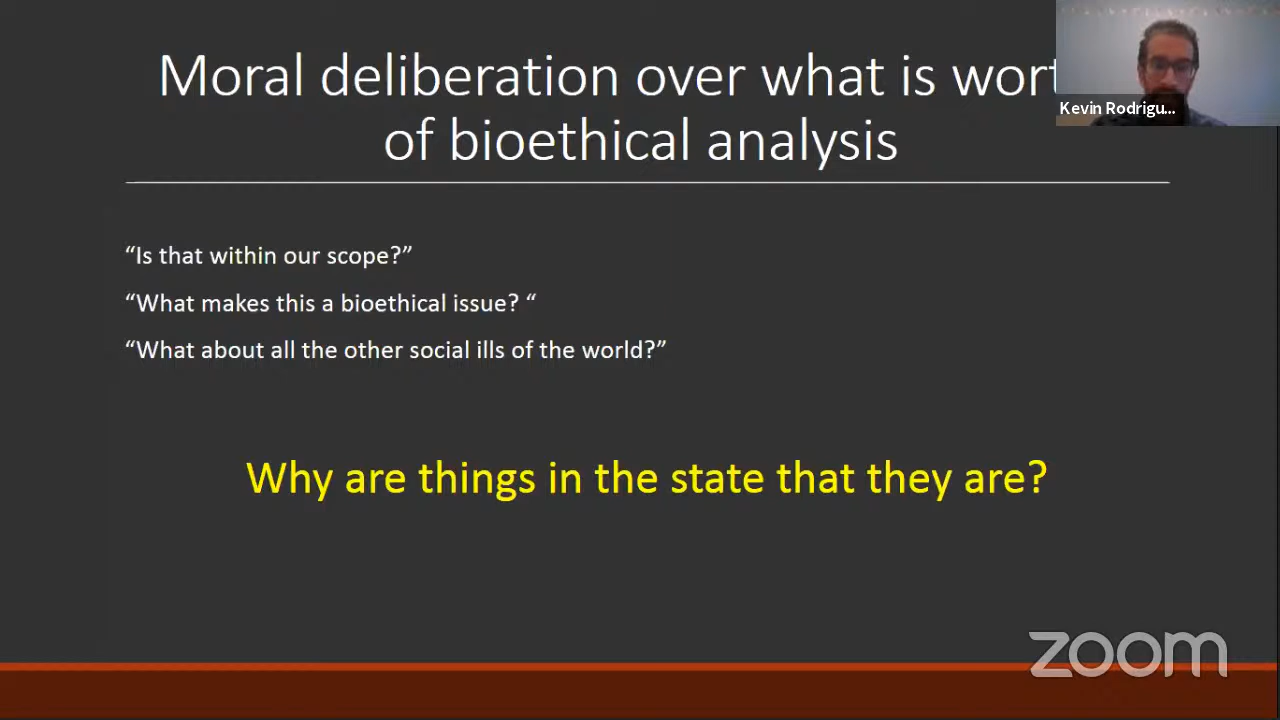 Moral deliberation over what is wort
of bioethical analysis
Kevin Rodrigu...
“Is that within our scope?”
“What makes this a bioethical issue? “
“What about all the other social ills of the world?”
Why are things in the state that they are?
zoom